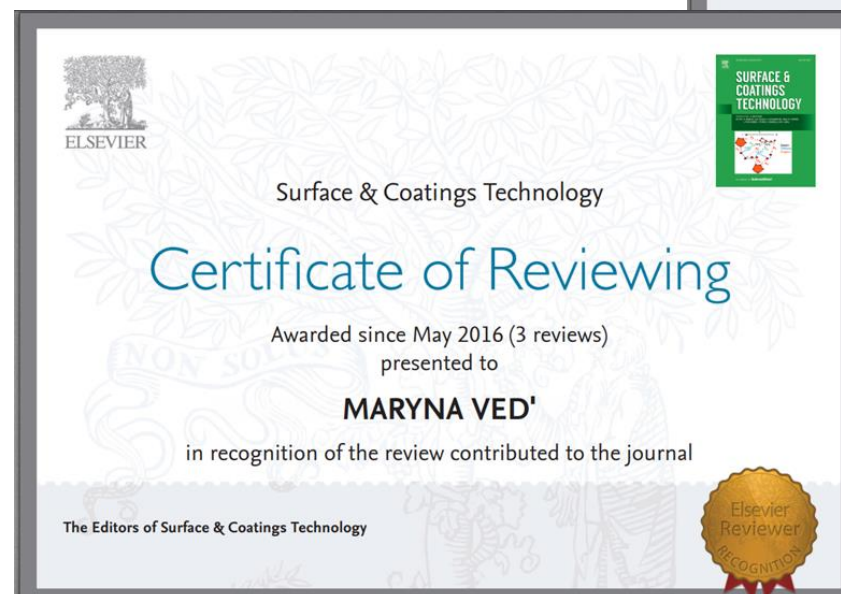 ELSEVIER
SURFACE &
COATINGS
TECHNOLOGY
Surface & Coatings Technology
Certificate of Reviewing
Awarded since May 2016 (3 reviews)
presented to
MARYNA VED'
in recognition of the review contributed to the journal
NON SOLUS
The Editors of Surface & Coatings Technology
Elsevier
Reviewer
RECOGNITION